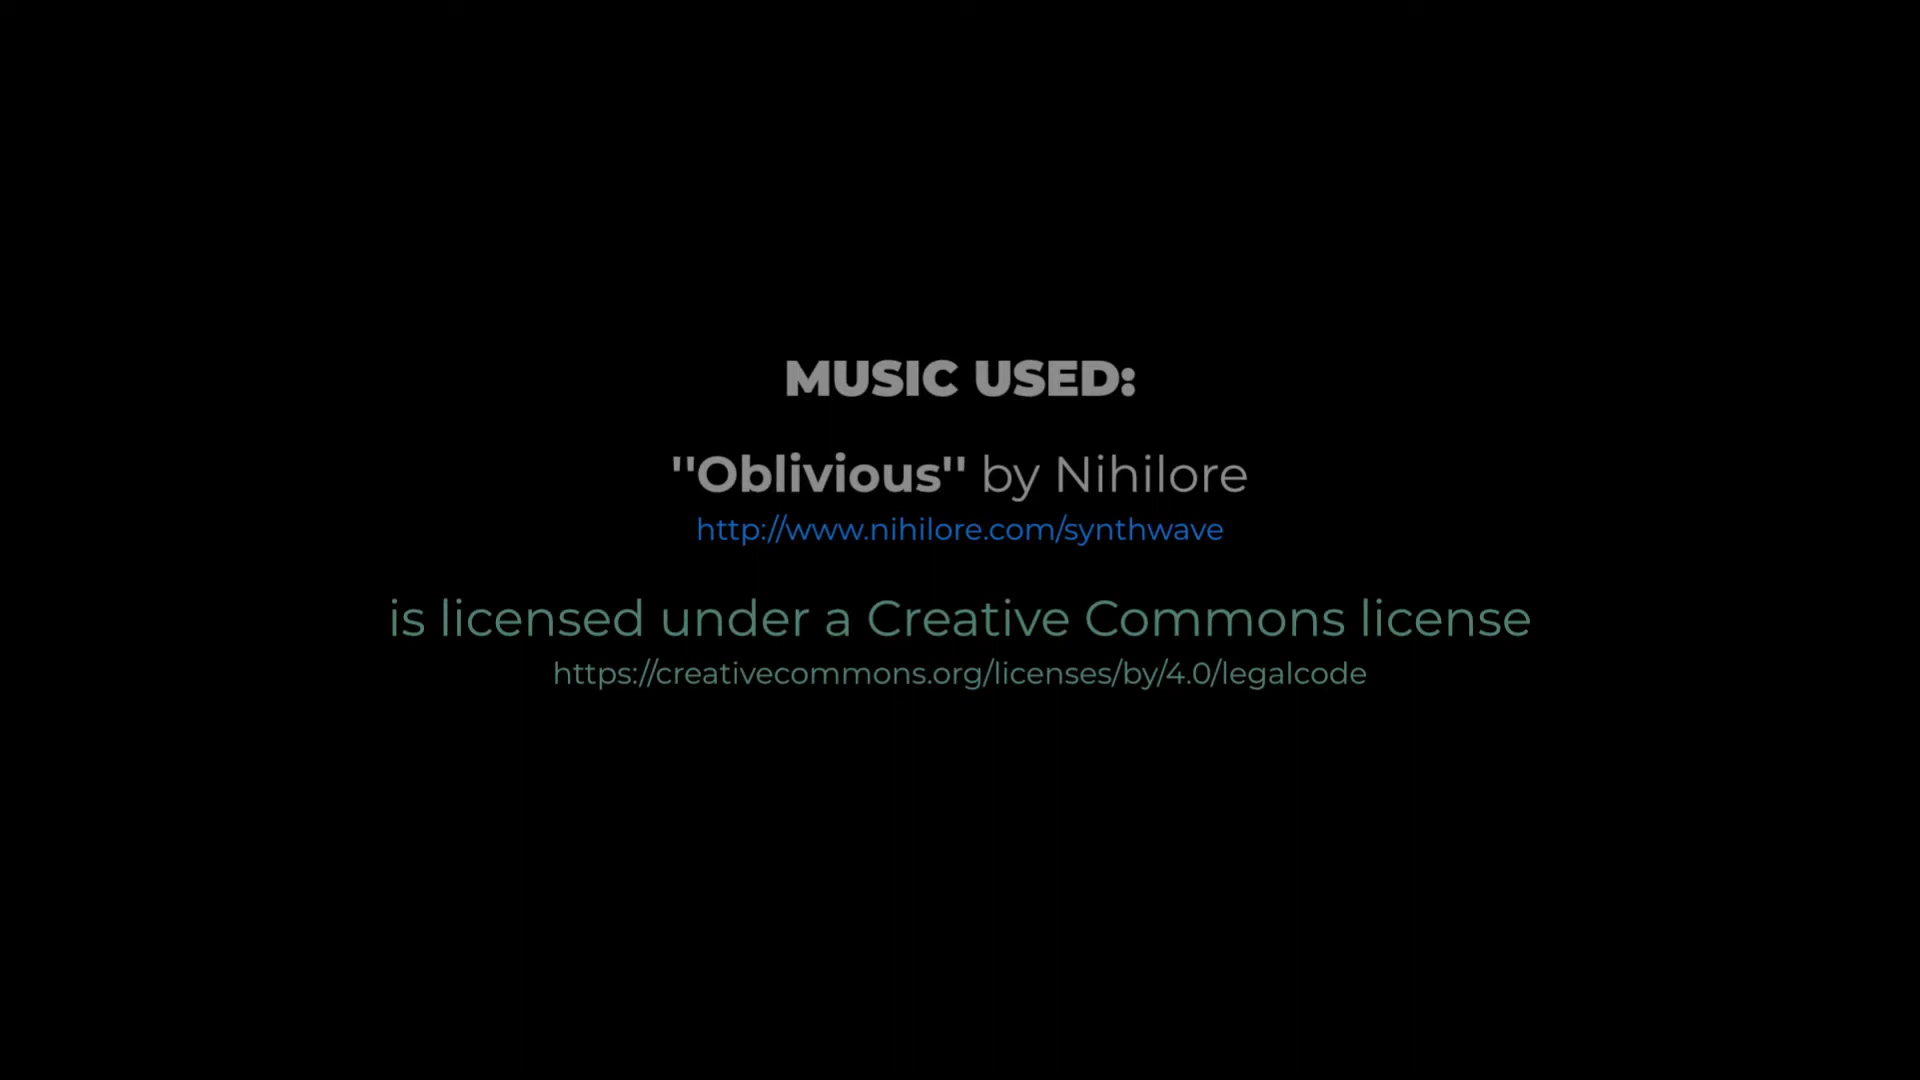 MUSIC USED:
"Oblivious" by Nihilore
http://www.nihilore.com/synthwave
is licensed under a Creative Commons license
https://creativecommons.org/licenses/by/4.0/legalcode